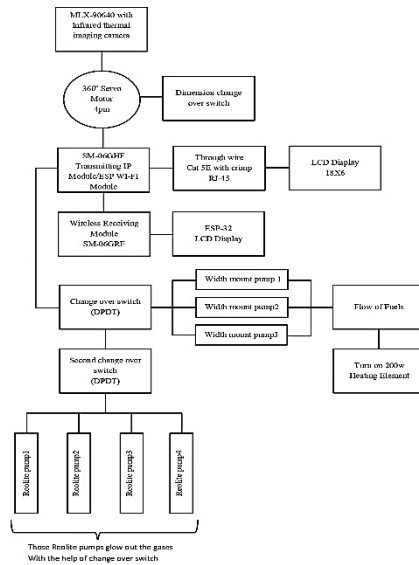 MLX-90640 with
Infrared thermal
imaging camera
360° Servo
Motor
4pin
Dimension change
over switch
SM-06GHF
Transmitting IP
Module/ESP WI-FI
Module
Through wire
Cat 5E with crimp
RJ-45
LCD Display
18X6
Wireless Receiving
Module
SM-06GRF
ESP-32
LCD Display
Change over switch
(DPDT)
Width mount pump 1
Width mount pump2
Width mount pump3
Flow of Fuels
Second change over
switch
(DPDT)
Turn on 200w
Heating Element
Reolite pump1
Reolite pump2
Reolite pump3
Reolite pump4
Those Reolite pumps glow out the gases
With the help of change over switch